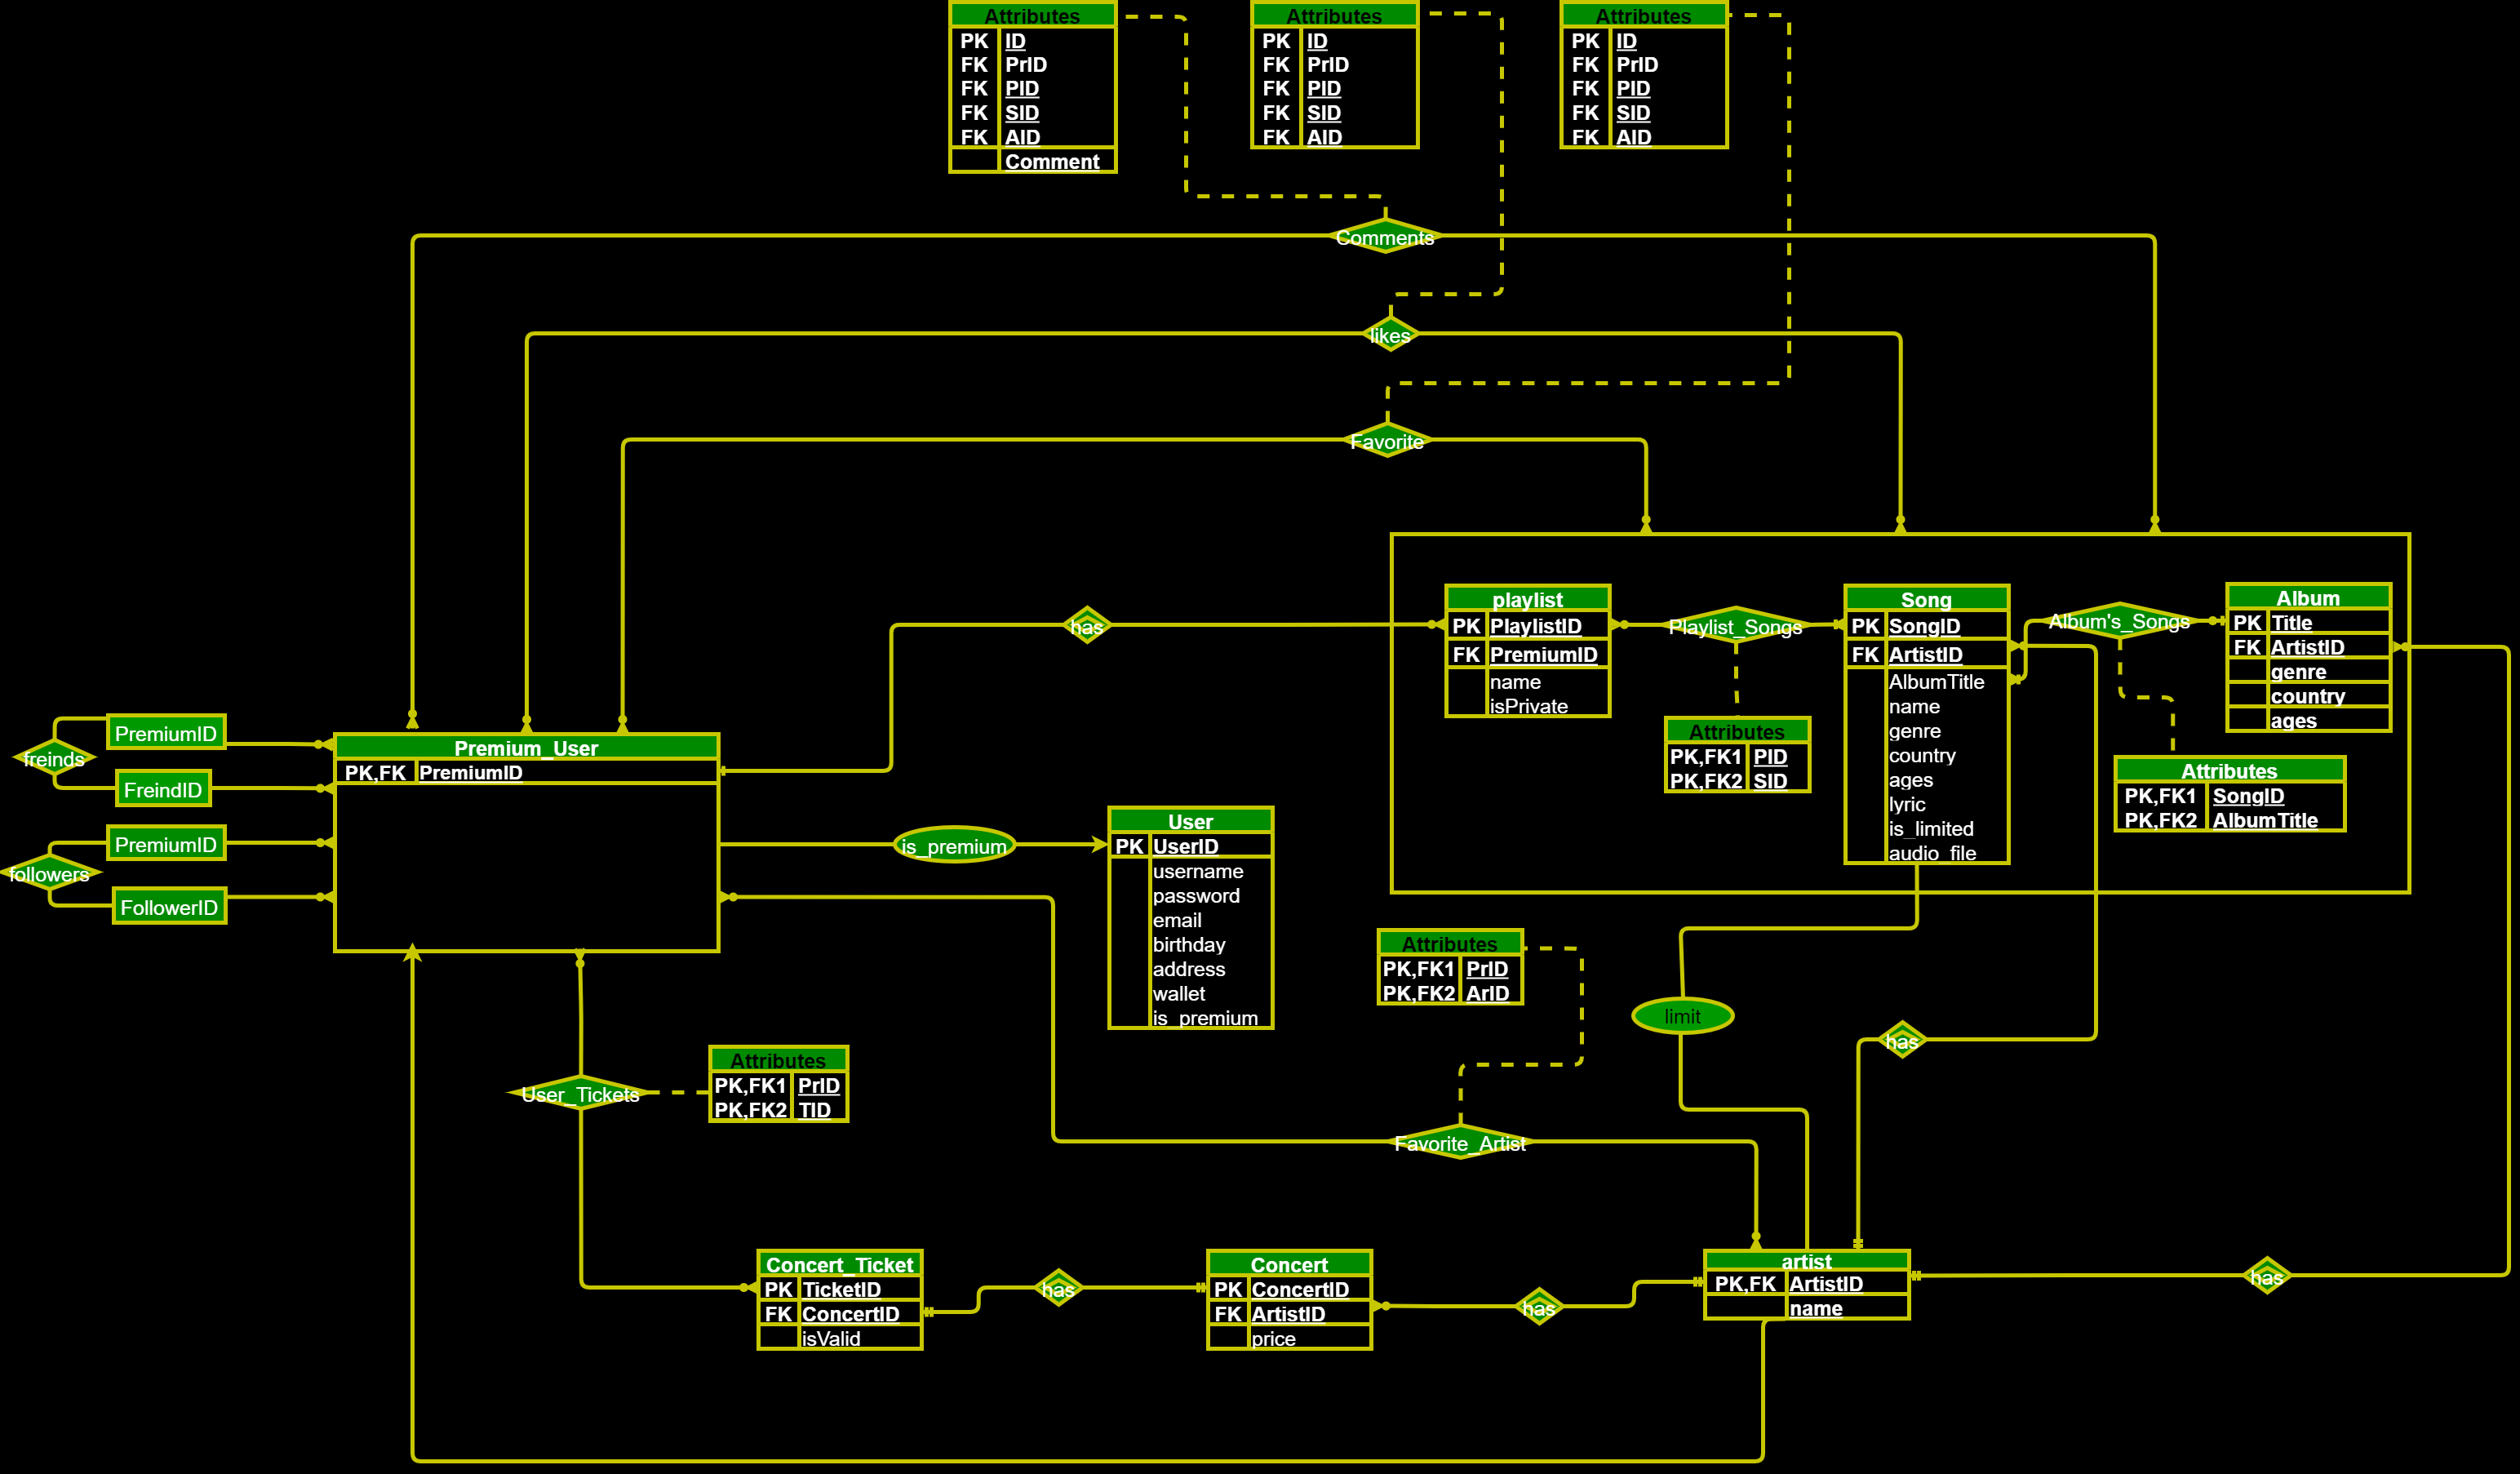 Attributes
PK ID
FK PrID
FK PID
FK SID
FK AID
Comment
Attributes
PK ID
FK PrID
FK PID
FK SID
FK AID
Attributes
PK ID
FK PrID
FK PID
FK SID
FK AID
Comments
likes
Favorite
has
playlist
PK PlaylistID
FK PremiumID
name
isPrivate
Playlist_Songs
Attributes
PK,FK1 PID
PK,FK2 SID
Song
PK SongID
FK ArtistID
AlbumTitle
name
genre
country
ages
lyric
is_limited
audio_file
Album's_Songs
Album
PK Title
FK ArtistID
genre
country
ages
Attributes
PK,FK1 SongID
PK,FK2 AlbumTitle
PremiumID
freinds
FreindID
PremiumID
followers
FollowerID
Premium_User
PK,FK PremiumID
is_premium
User
PK UserID
username
password
email
birthday
address
wallet
is_premium
Attributes
PK,FK1 PrID
PK,FK2 ArID
limit
has
User_Tickets
Attributes
PK,FK1 PrID
PK,FK2 TID
Favorite_Artist
Concert_Ticket
PK TicketID
FK ConcertID
isValid
has
Concert
PK ConcertID
FK ArtistID
price
has
artist
PK,FK ArtistID
name
has